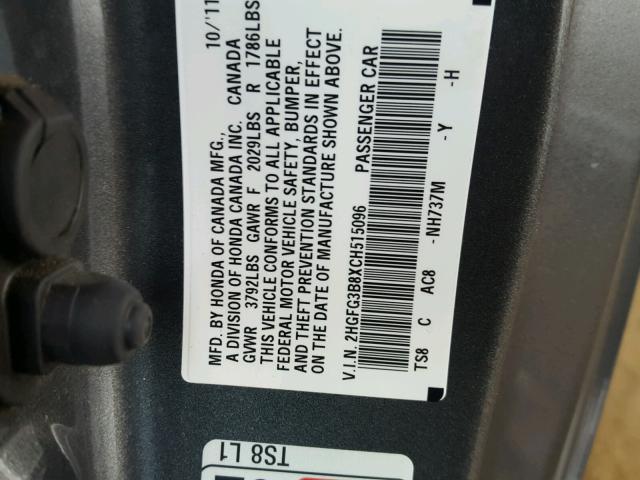 MFD. BY HONDA OF CANADA MFG., 10/'11
A DIVISION OF HONDA CANADA INC. CANADA
GVWR 3792LBS GAWR F 2029LBS R 1786LBS
THIS VEHICLE CONFORMS TO ALL APPLICABLE
FEDERAL MOTOR VEHICLE SAFETY, BUMPER,
AND THEFT PREVENTION STANDARDS IN EFFECT
ON THE DATE OF MANUFACTURE SHOWN ABOVE.
V.I.N. 2HGFG3B8XCH515096 PASSENGER CAR
TS8 C AC8 -NH737M -Y -H
TS8 L1